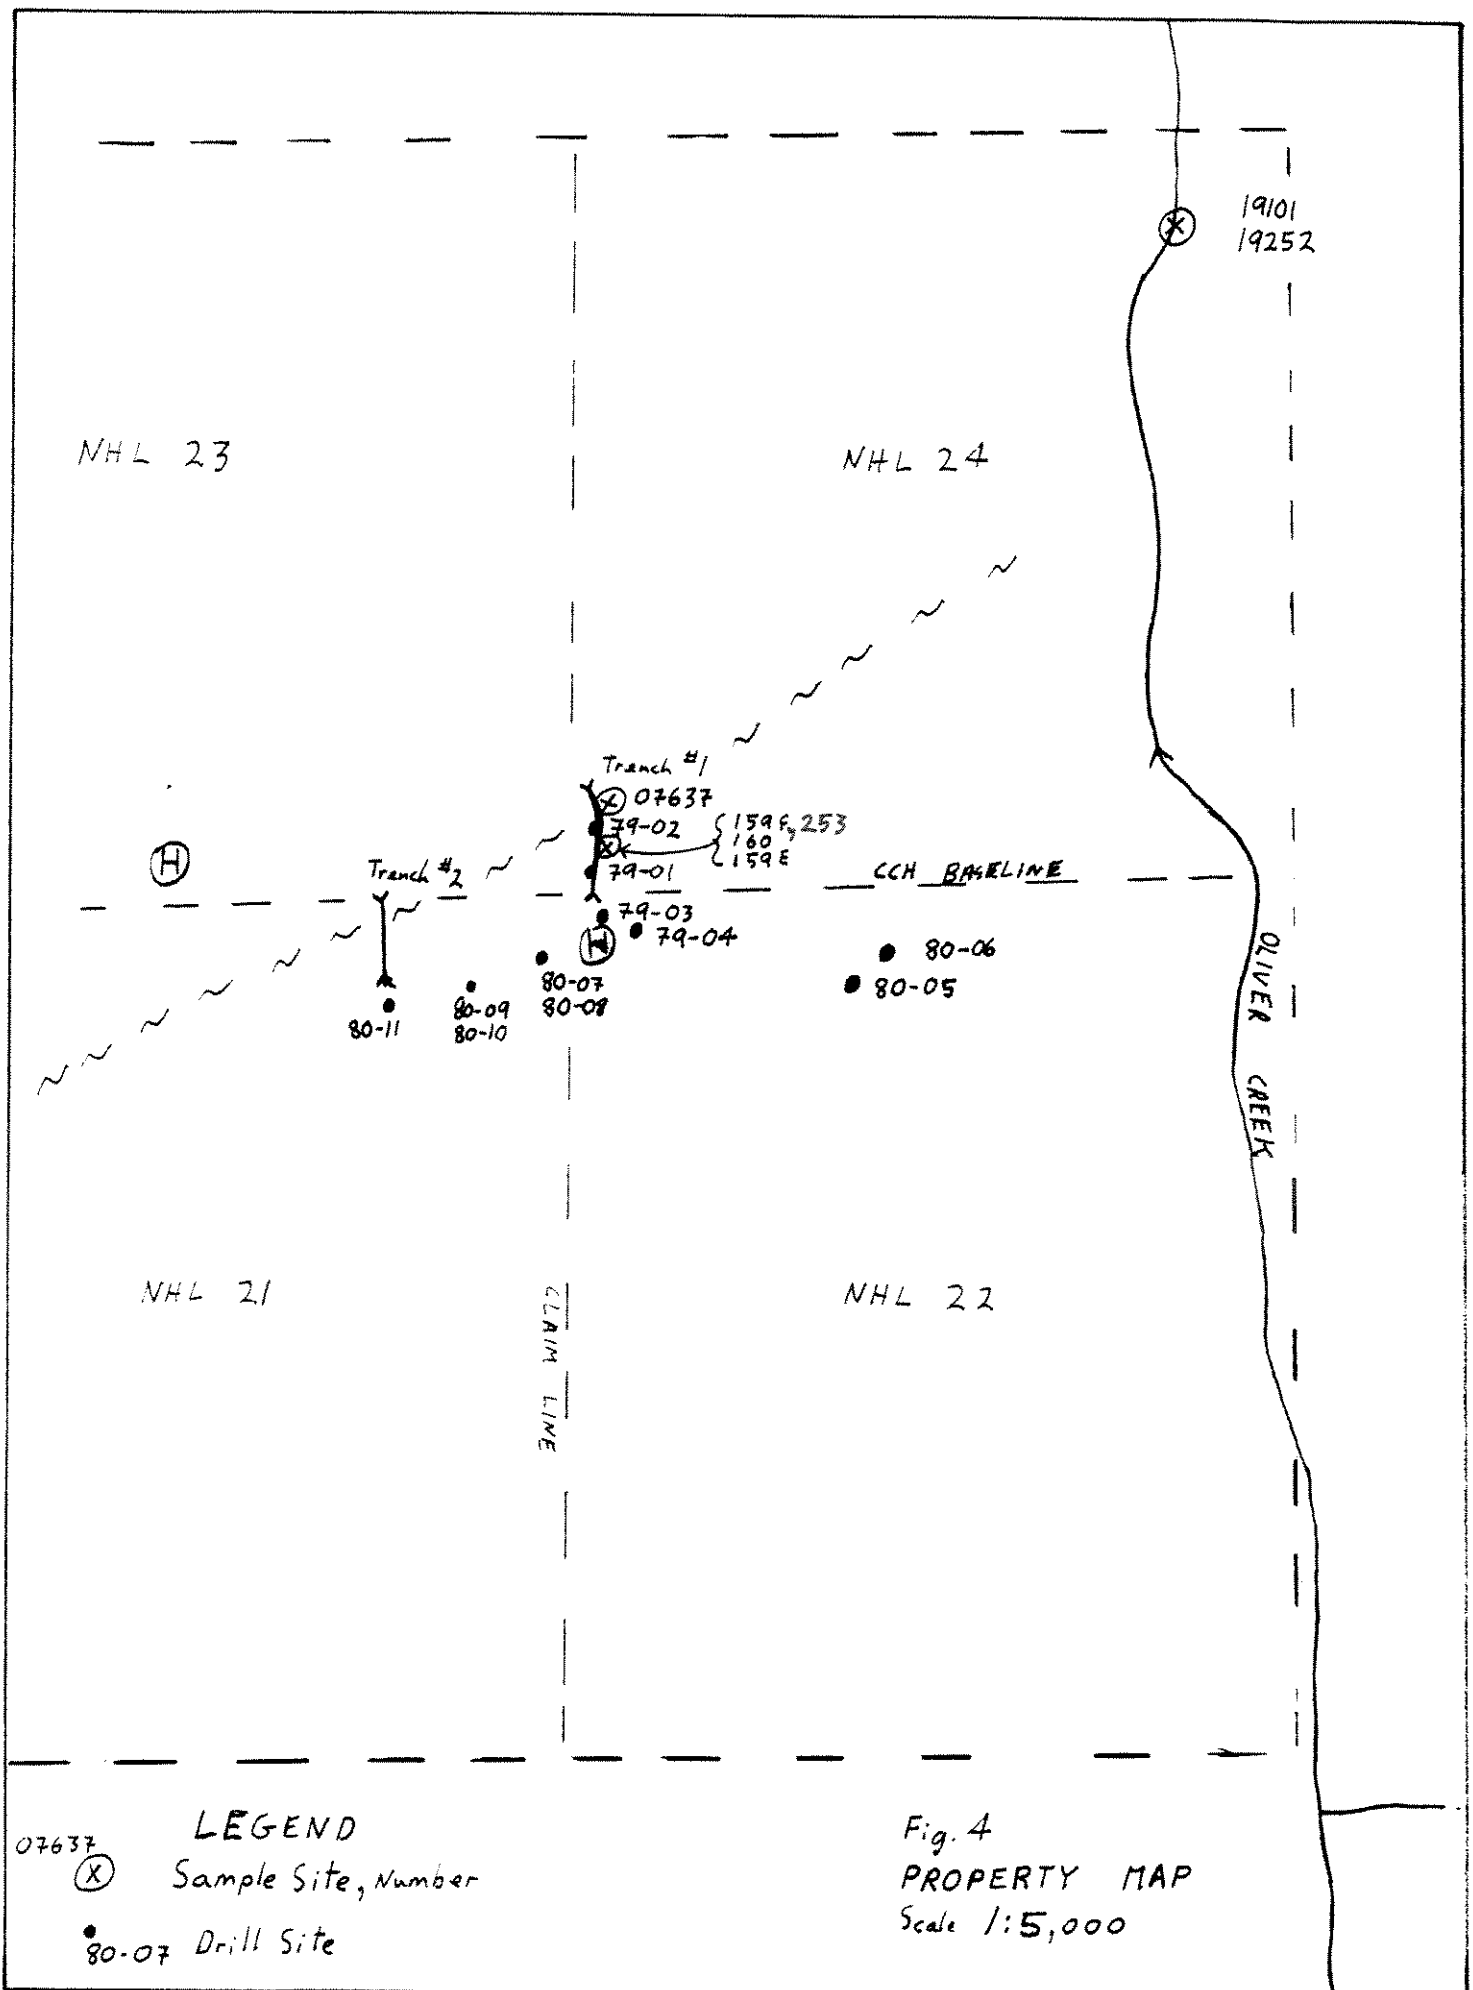 19101
19252
NHL 23
NHL 24
Trench #1
07637
79-02
159F, 253
160
159E
79-01
H
Trench #2
CCH BASELINE
79-03
79-04
H
80-06
80-05
80-07
80-08
80-09
80-10
80-11
OLIVER CREEK
NHL 21
NHL 22
CLAIM LINE
LEGEND
07637
X Sample Site, Number
80-07 Drill Site
Fig. 4
PROPERTY MAP
Scale 1:5,000